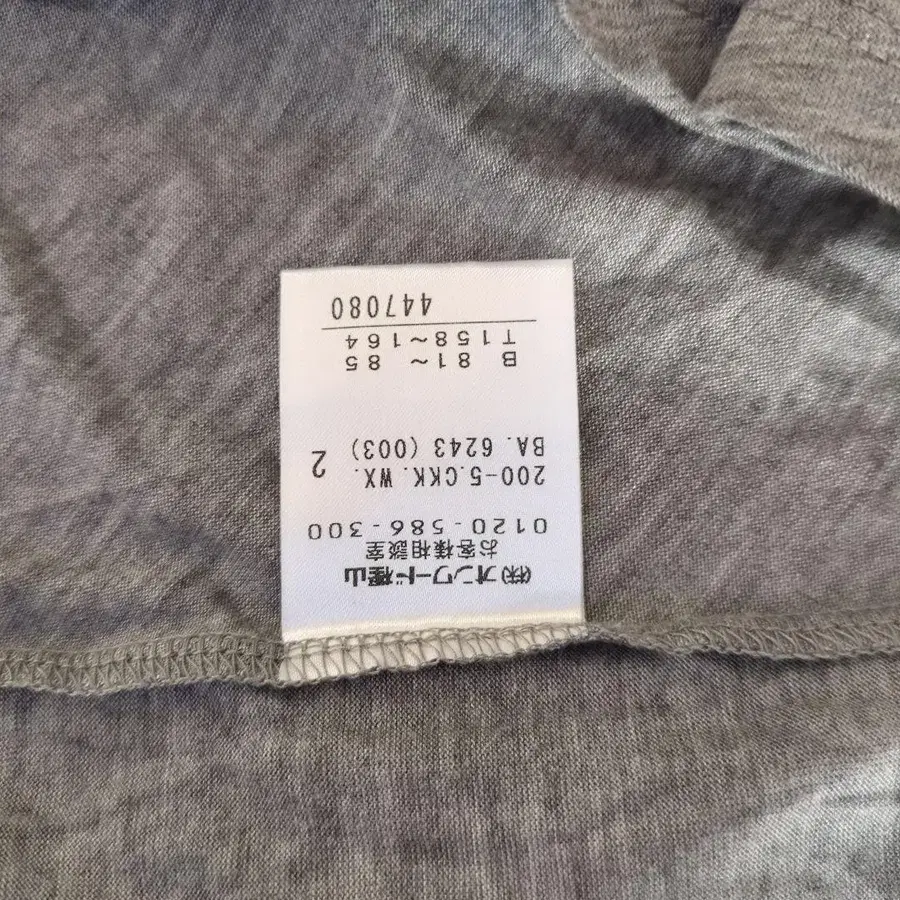 ㈱オンワード樫山
お客様相談室
0120-586-300
200-5.CKK.WX.
BA.6243(003) 2
B 81~ 85
T158~164
447080